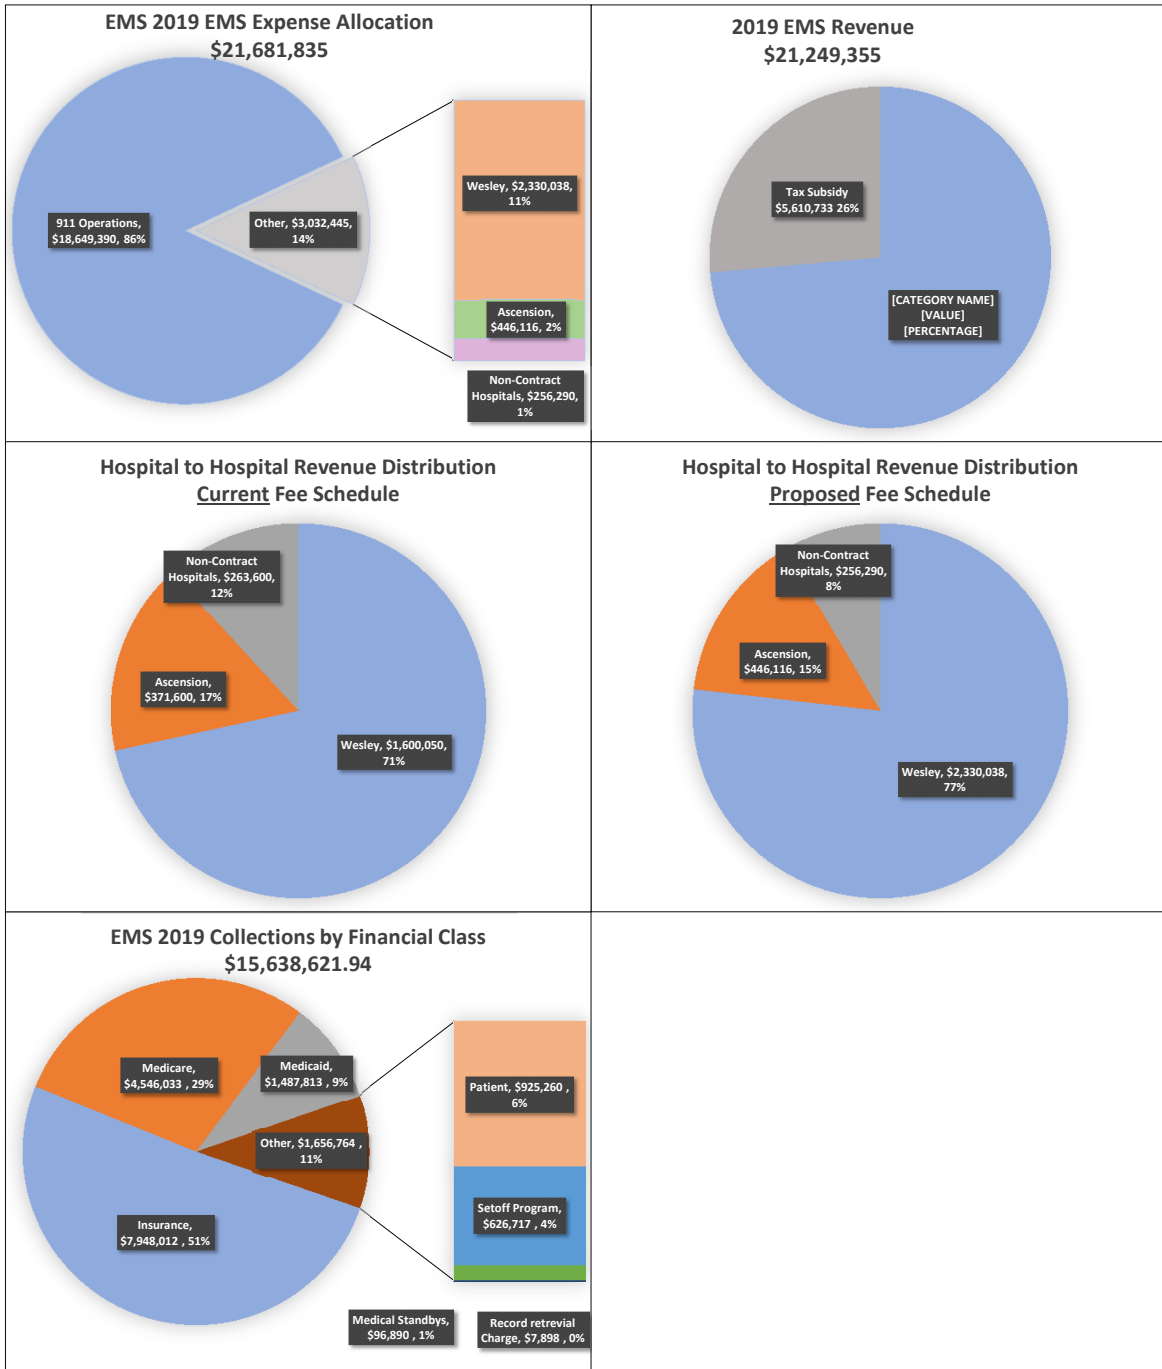 EMS 2019 EMS Expense Allocation
$21,681,835
911 Operations,
$18,649,390, 86%
Other, $3,032,445,
14%
Wesley, $2,330,038,
11%
Ascension,
$446,116, 2%
Non-Contract
Hospitals, $256,290,
1%
2019 EMS Revenue
$21,249,355
Tax Subsidy
$5,610,733 26%
[CATEGORY NAME]
[VALUE]
[PERCENTAGE]
Hospital to Hospital Revenue Distribution
Current Fee Schedule
Non-Contract
Hospitals, $263,600,
12%
Ascension,
$371,600, 17%
Wesley, $1,600,050,
71%
Hospital to Hospital Revenue Distribution
Proposed Fee Schedule
Non-Contract
Hospitals, $256,290,
8%
Ascension,
$446,116, 15%
Wesley, $2,330,038,
77%
EMS 2019 Collections by Financial Class
$15,638,621.94
Medicare,
$4,546,033 , 29%
Medicaid,
$1,487,813 , 9%
Other, $1,656,764 ,
11%
Insurance,
$7,948,012 , 51%
Patient, $925,260 ,
6%
Setoff Program,
$626,717 , 4%
Medical Standbys,
$96,890 , 1%
Record retrevial
Charge, $7,898 , 0%